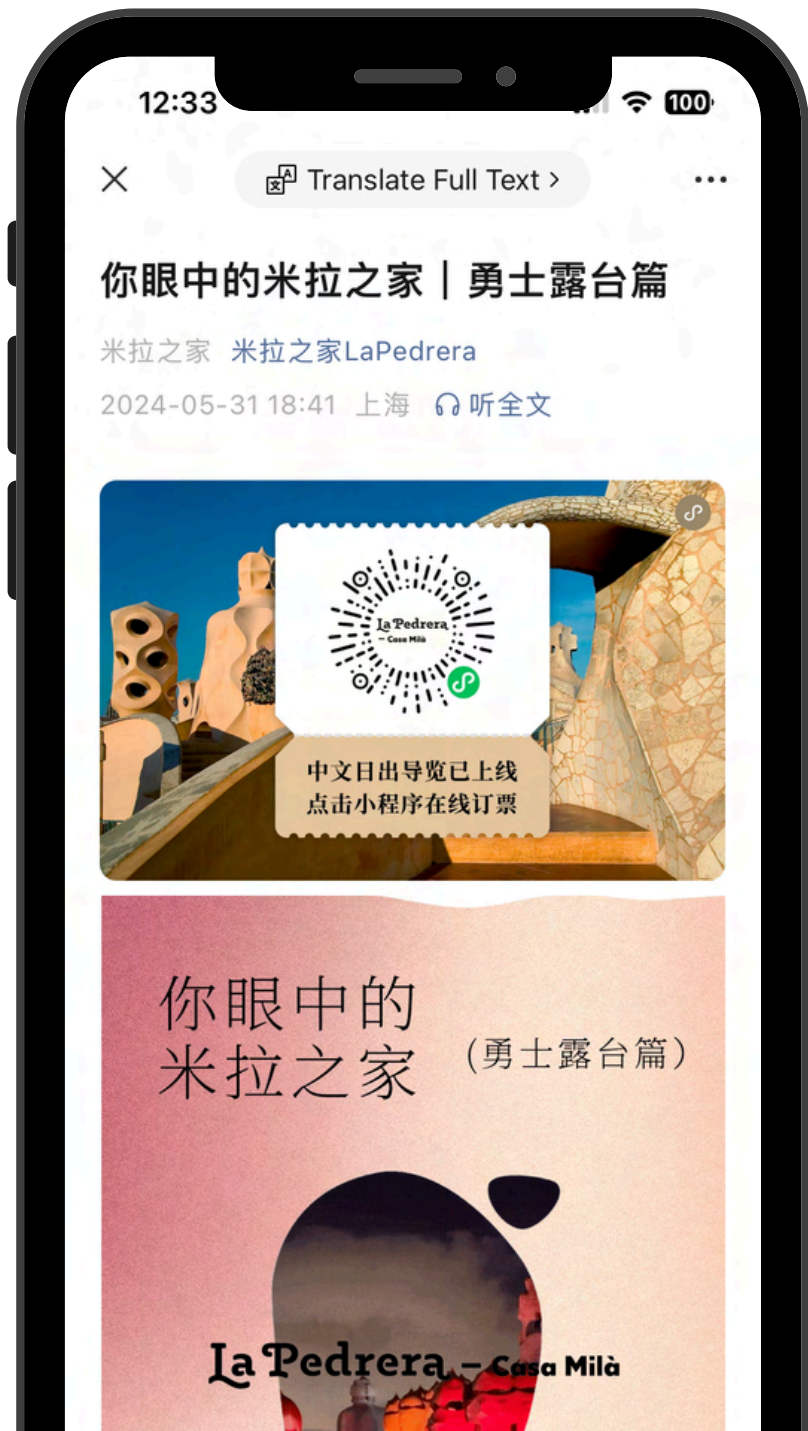 12:33
100
Translate Full Text
你眼中的米拉之家｜勇士露台篇
米拉之家 米拉之家LaPedrera
2024-05-31 18:41 上海 听全文
La Pedrera
– Casa Milà
中文日出导览已上线
点击小程序在线订票
你眼中的
米拉之家
(勇士露台篇)
La Pedrera – Casa Milà